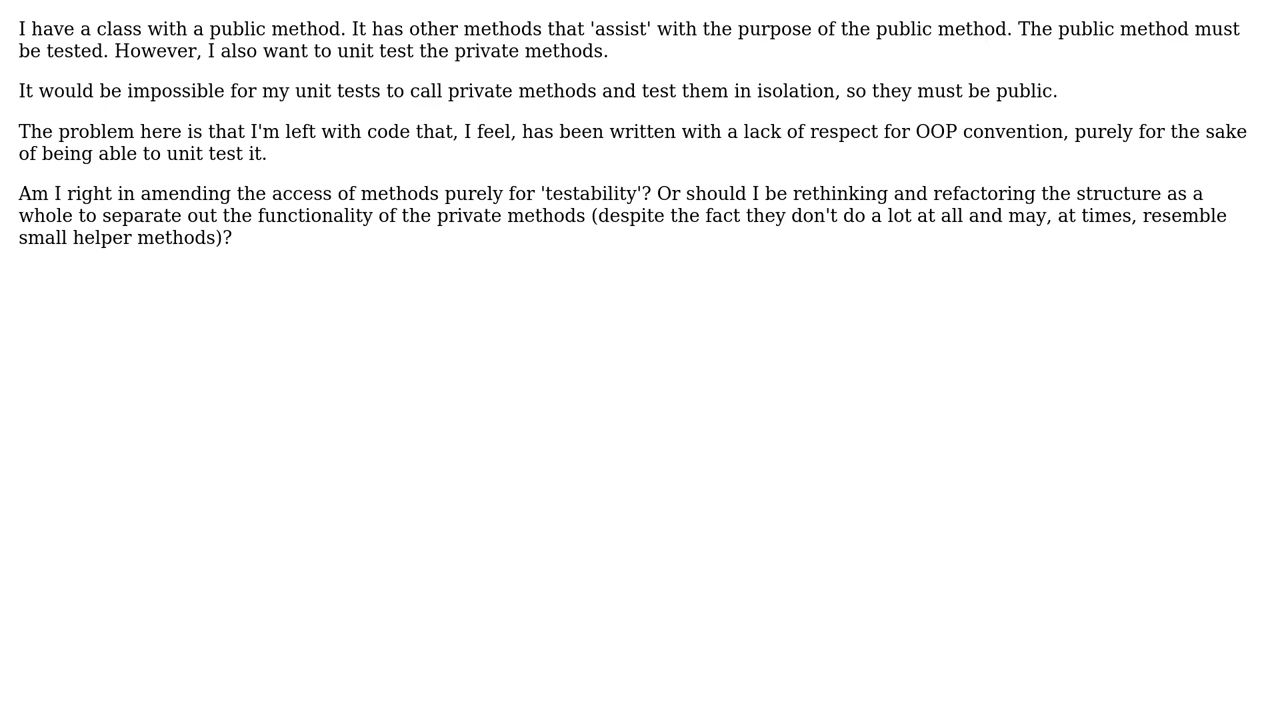 I have a class with a public method. It has other methods that 'assist' with the purpose of the public method. The public method must
be tested. However, I also want to unit test the private methods.
It would be impossible for my unit tests to call private methods and test them in isolation, so they must be public.
The problem here is that I'm left with code that, I feel, has been written with a lack of respect for OOP convention, purely for the sake
of being able to unit test it.
Am I right in amending the access of methods purely for 'testability'? Or should I be rethinking and refactoring the structure as a
whole to separate out the functionality of the private methods (despite the fact they don't do a lot at all and may, at times, resemble
small helper methods)?